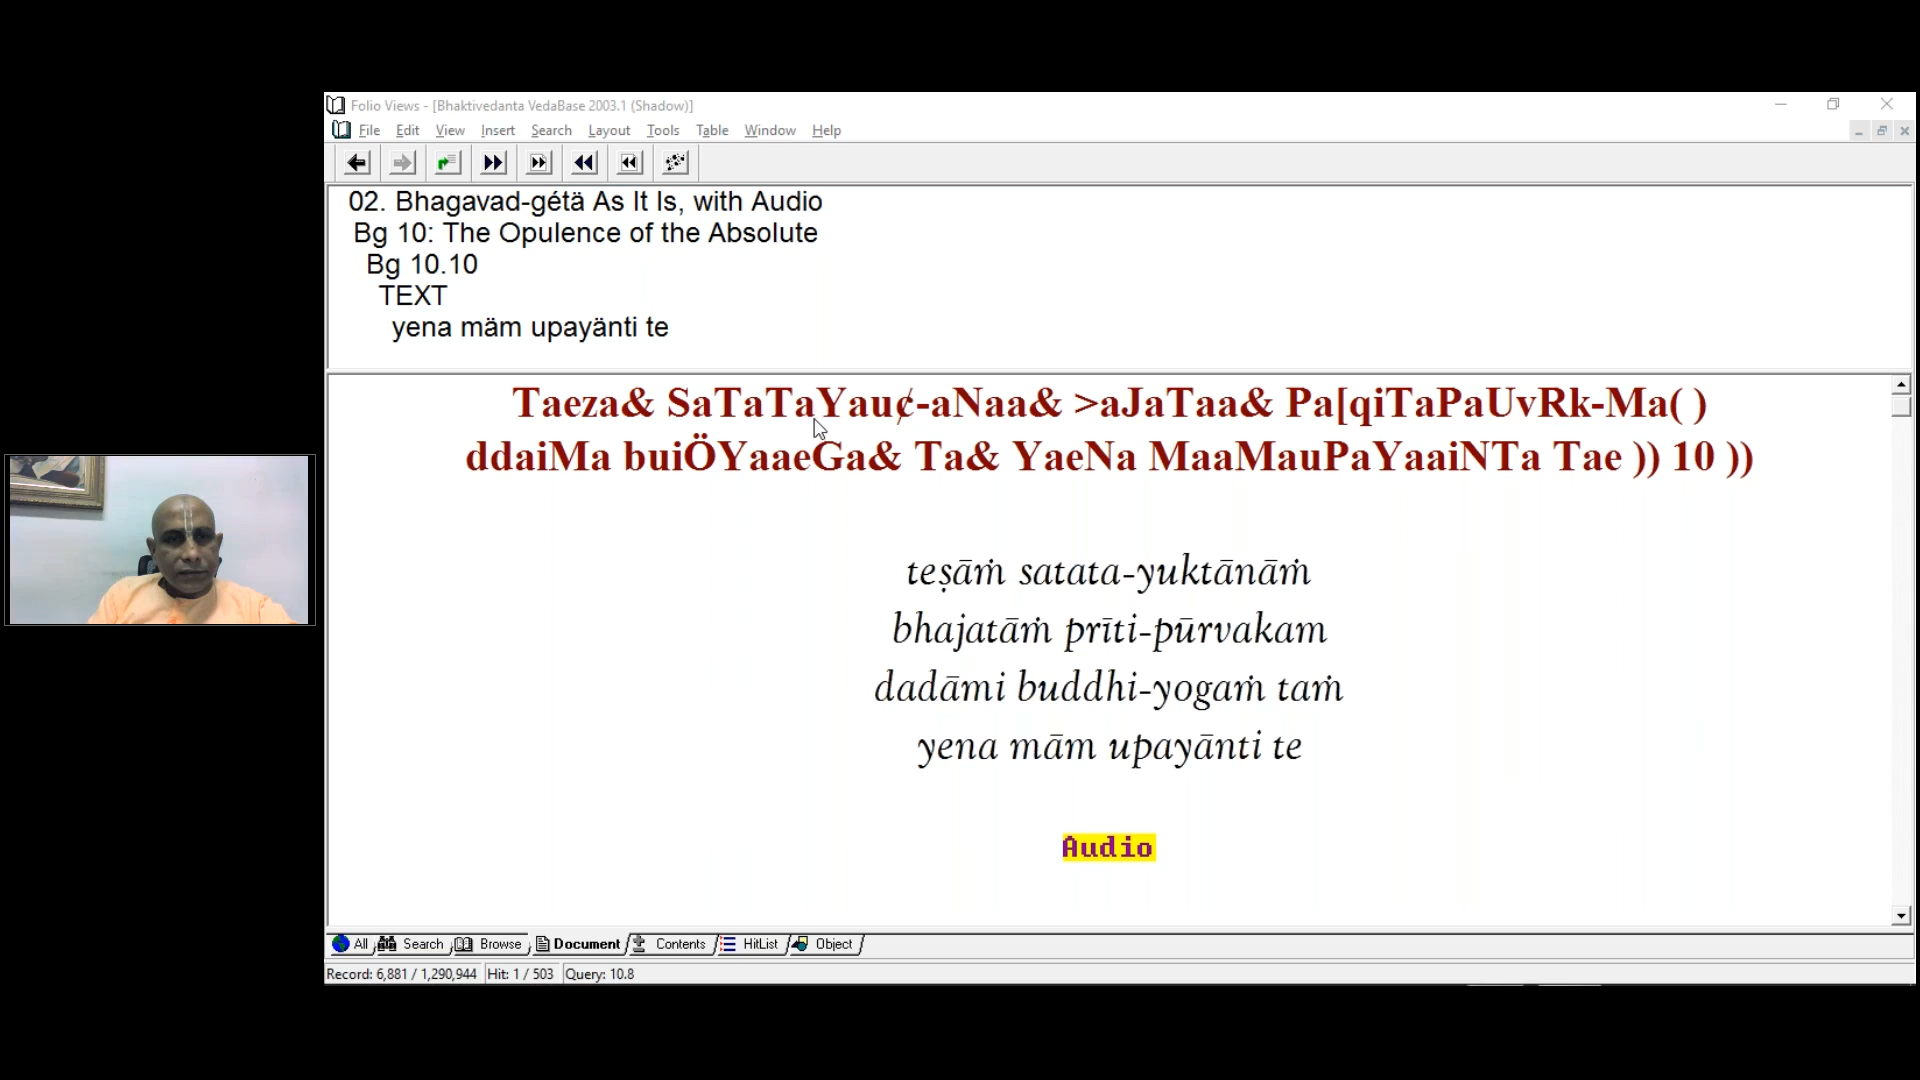 Folio Views - [Bhaktivedanta VedaBase 2003.1 (Shadow)]
File Edit View Insert Search Layout Tools Table Window Help
02. Bhagavad-gétä As It Is, with Audio
Bg 10: The Opulence of the Absolute
Bg 10.10
TEXT
yena mäm upayänti te
Taeza& SaTaTaYau¢-aNaa& >aJaTaa& Pa[qiTaPaUvRk-Ma( )
ddaiMa buiÖYaaeGa& Ta& YaeNa MaaMauPaYaaiNTa Tae )) 10 ))
teṣāṁ satata-yuktānāṁ
bhajatāṁ prīti-pūrvakam
dadāmi buddhi-yogaṁ taṁ
yena mām upayānti te
Audio
All Search Browse Document Contents HitList Object
Record: 6,881 / 1,290,944 Hit: 1 / 503 Query: 10.8